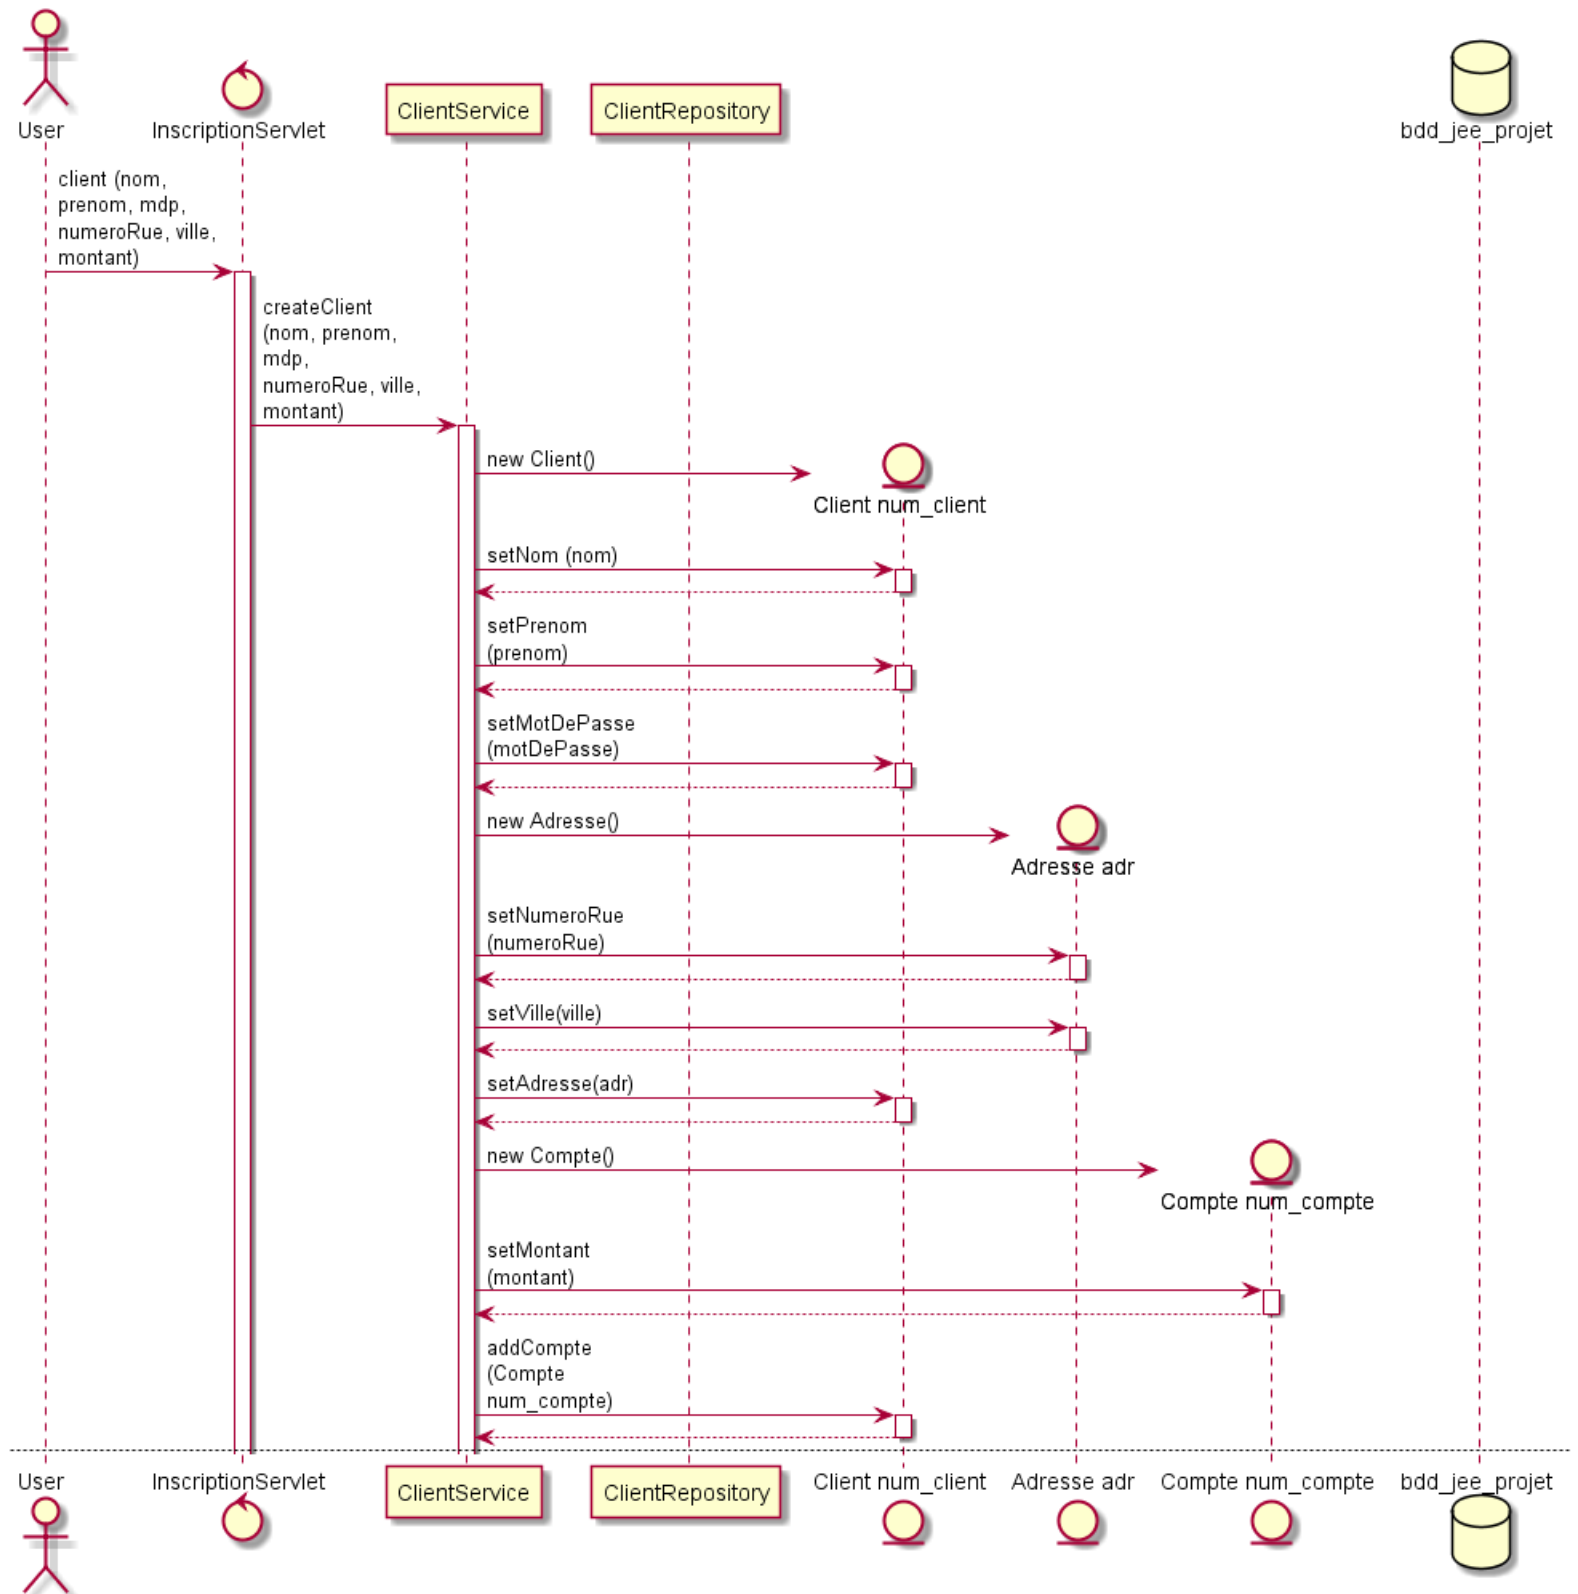 User
InscriptionServlet
ClientService
ClientRepository
bdd_jee_projet
client (nom,
prenom, mdp,
numeroRue, ville,
montant)
createClient
(nom, prenom,
mdp,
numeroRue, ville,
montant)
new Client()
Client num_client
setNom (nom)
setPrenom
(prenom)
setMotDePasse
(motDePasse)
new Adresse()
Adresse adr
setNumeroRue
(numeroRue)
setVille(ville)
setAdresse(adr)
new Compte()
Compte num_compte
setMontant
(montant)
addCompte
(Compte
num_compte)
User
InscriptionServlet
ClientService
ClientRepository
Client num_client
Adresse adr
Compte num_compte
bdd_jee_projet